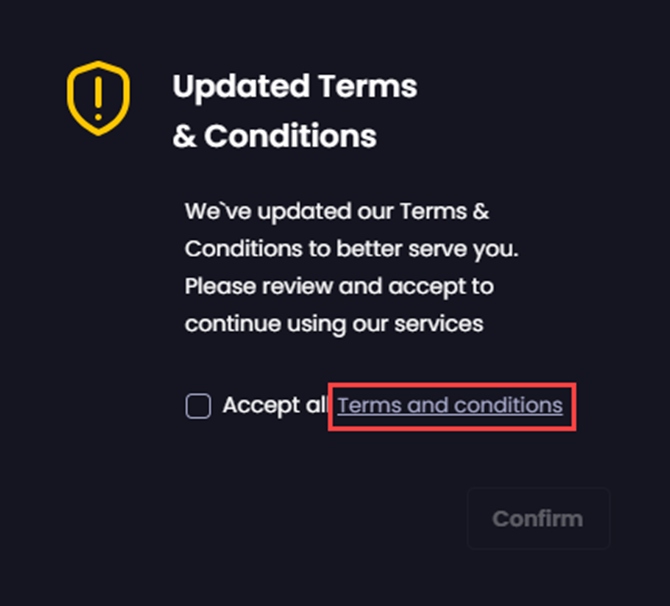 Updated Terms
& Conditions
We`ve updated our Terms &
Conditions to better serve you.
Please review and accept to
continue using our services
Accept all Terms and conditions
Confirm